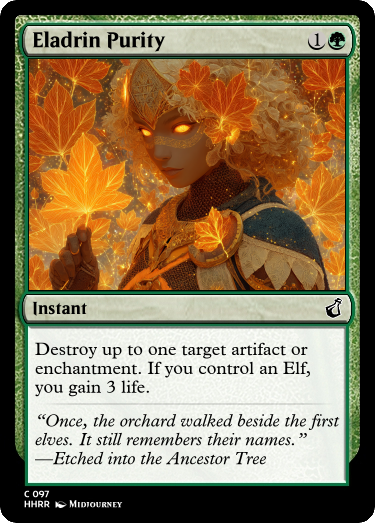 Eladrin Purity 1
Instant
Destroy up to one target artifact or
enchantment. If you control an Elf,
you gain 3 life.
“Once, the orchard walked beside the first
elves. It still remembers their names.”
—Etched into the Ancestor Tree
C 097
HHRR Midjourney